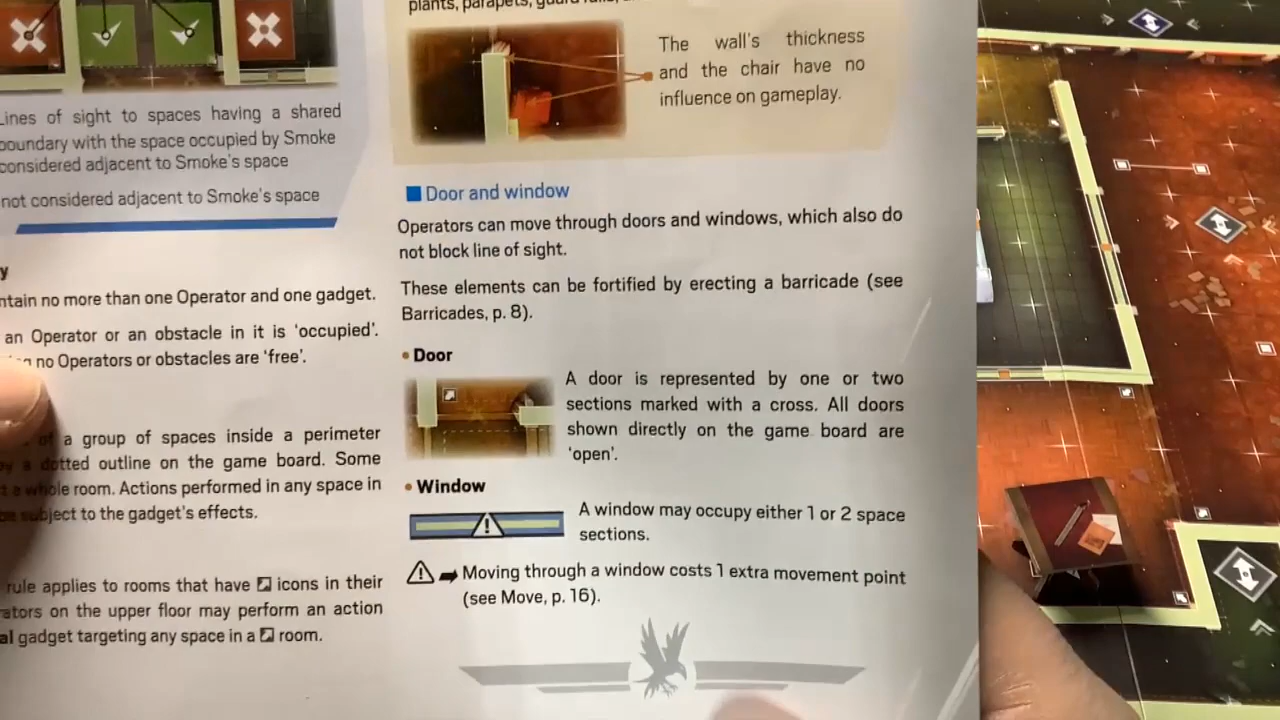 Lines of sight to spaces having a shared
boundary with the space occupied by Smoke
considered adjacent to Smoke's space
not considered adjacent to Smoke's space
y
ntain no more than one Operator and one gadget.
an Operator or an obstacle in it is 'occupied'.
no Operators or obstacles are 'free'.
of a group of spaces inside a perimeter
by a dotted outline on the game board. Some
a whole room. Actions performed in any space in
be subject to the gadget's effects.
rule applies to rooms that have icons in their
rators on the upper floor may perform an action
al gadget targeting any space in a room.
plants, parapets, guard rails,
The wall's thickness
and the chair have no
influence on gameplay.
Door and window
Operators can move through doors and windows, which also do
not block line of sight.
These elements can be fortified by erecting a barricade (see
Barricades, p. 8).
• Door
A door is represented by one or two
sections marked with a cross. All doors
shown directly on the game board are
'open'.
• Window
A window may occupy either 1 or 2 space
sections.
Moving through a window costs 1 extra movement point
(see Move, p. 16).